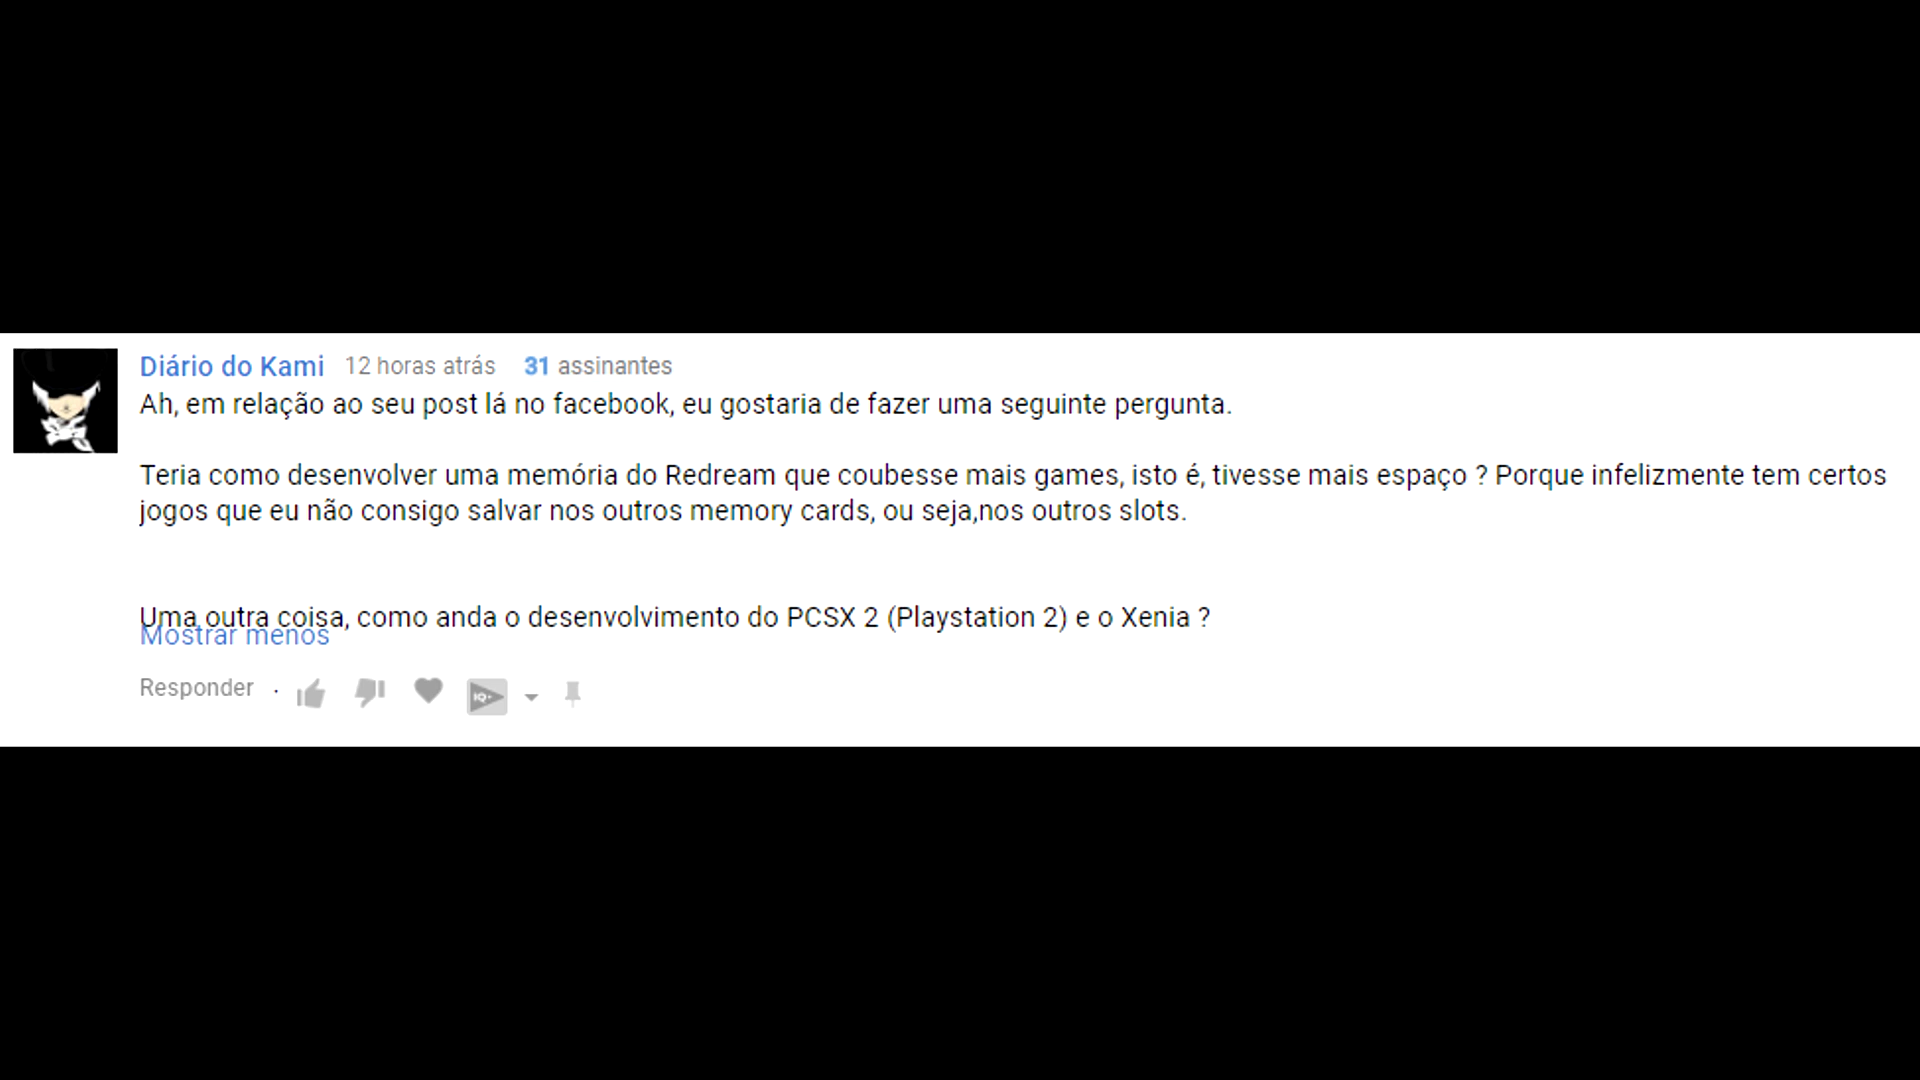 Diário do Kami 12 horas atrás 31 assinantes
Ah, em relação ao seu post lá no facebook, eu gostaria de fazer uma seguinte pergunta.
Teria como desenvolver uma memória do Redream que coubesse mais games, isto é, tivesse mais espaço ? Porque infelizmente tem certos
jogos que eu não consigo salvar nos outros memory cards, ou seja,nos outros slots.
Uma outra coisa, como anda o desenvolvimento do PCSX 2 (Playstation 2) e o Xenia ?
Mostrar menos
Responder ·
IQ+